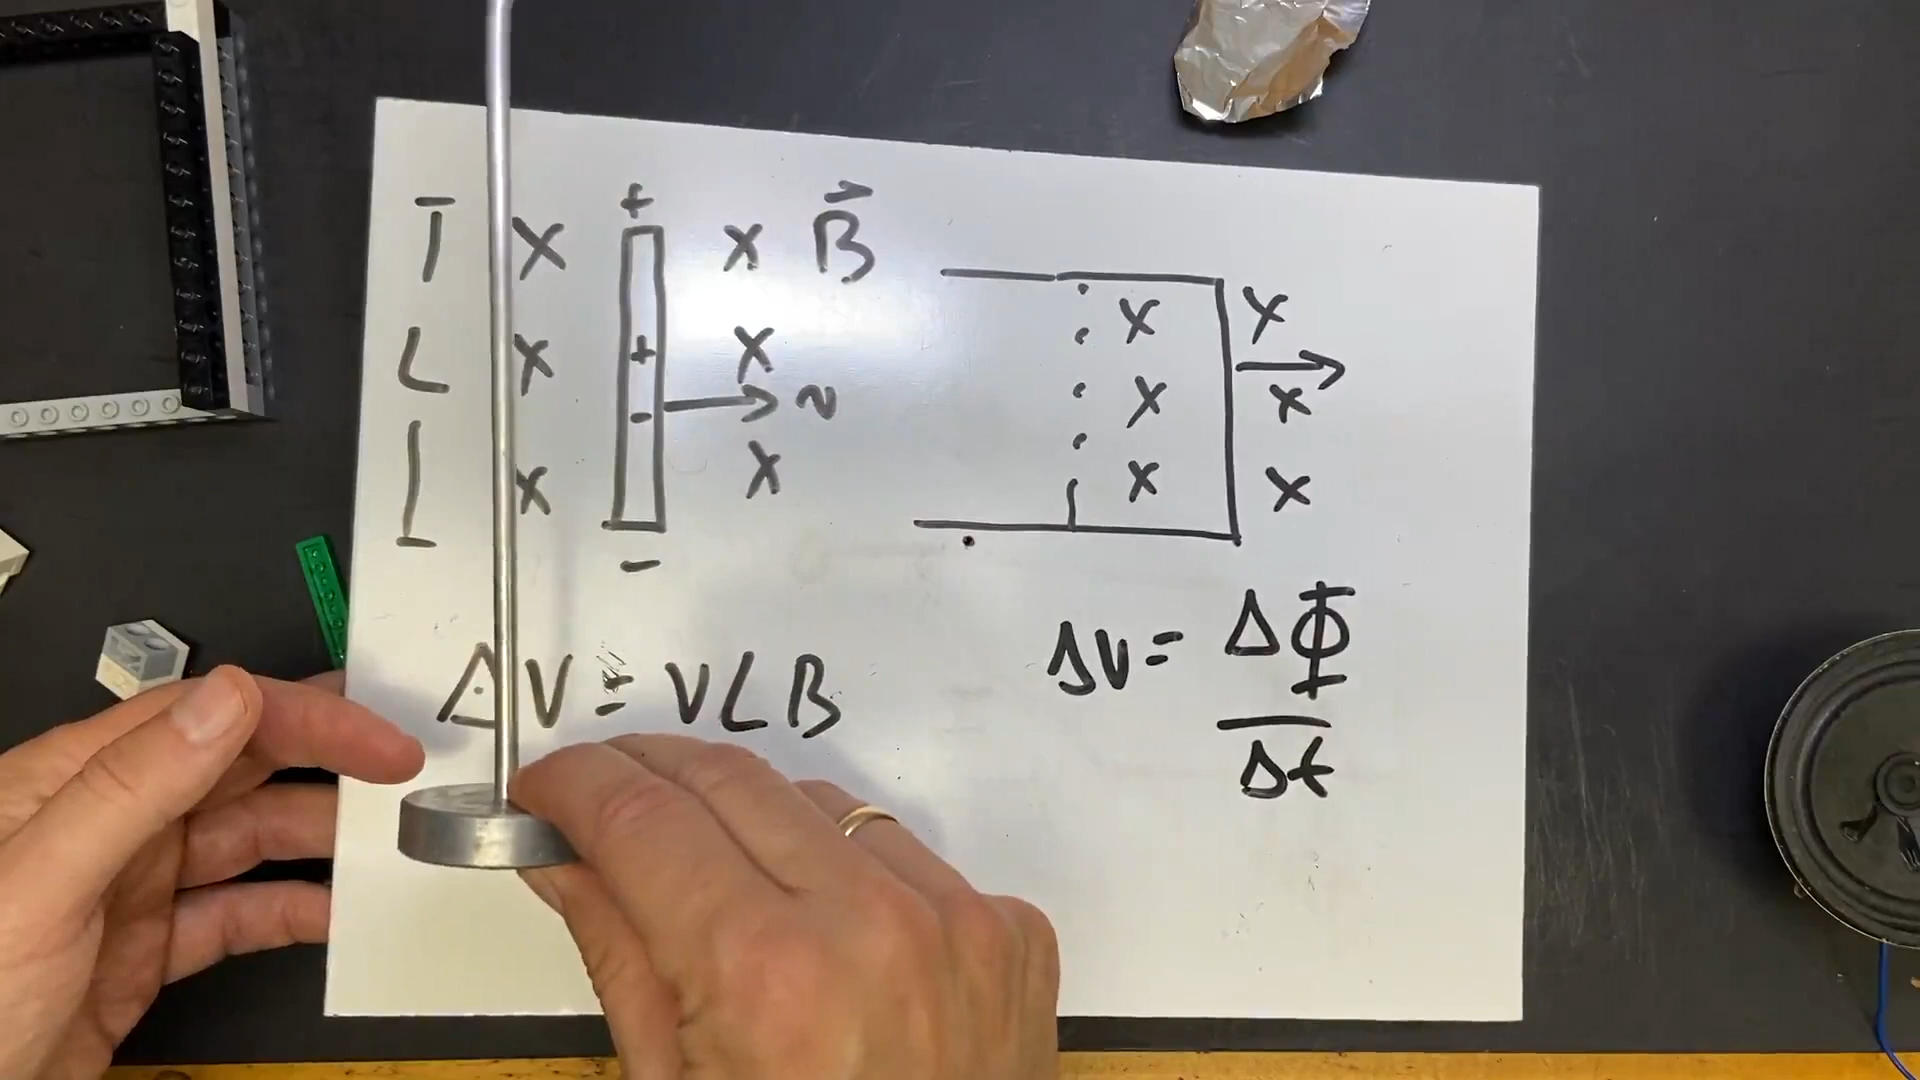 +
X X B
L X + X X
- v X
X X X
X X X
-
ΔV = VLB
ΔV = ΔΦ
Δt